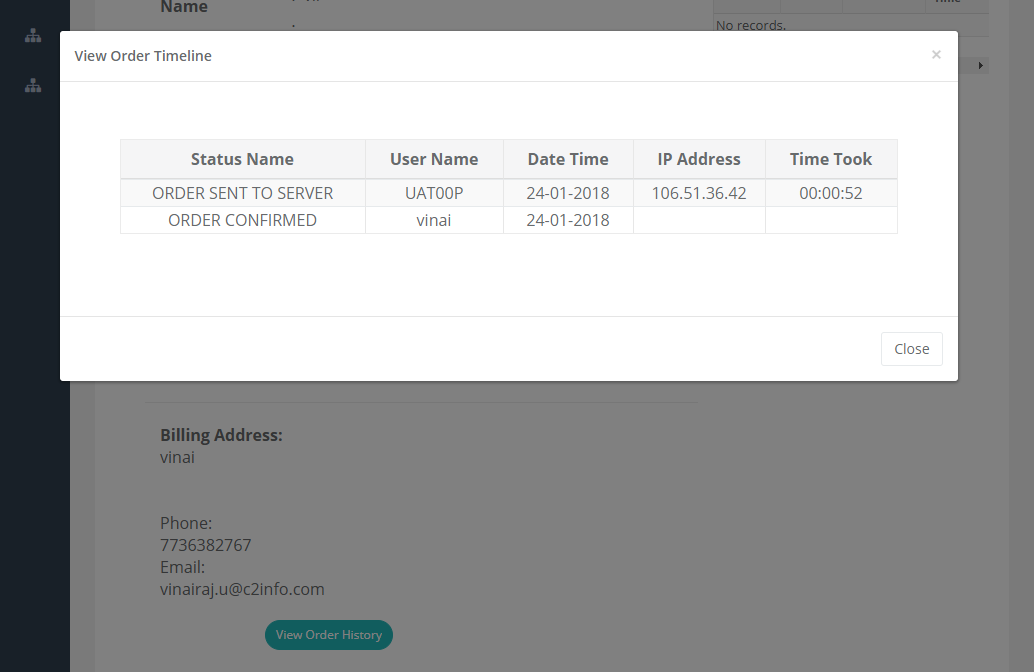 Name
No records.
View Order Timeline ×
Status Name User Name Date Time IP Address Time Took
ORDER SENT TO SERVER UAT00P 24-01-2018 106.51.36.42 00:00:52
ORDER CONFIRMED vinai 24-01-2018
Close
Billing Address:
vinai
Phone:
7736382767
Email:
vinairaj.u@c2info.com
View Order History